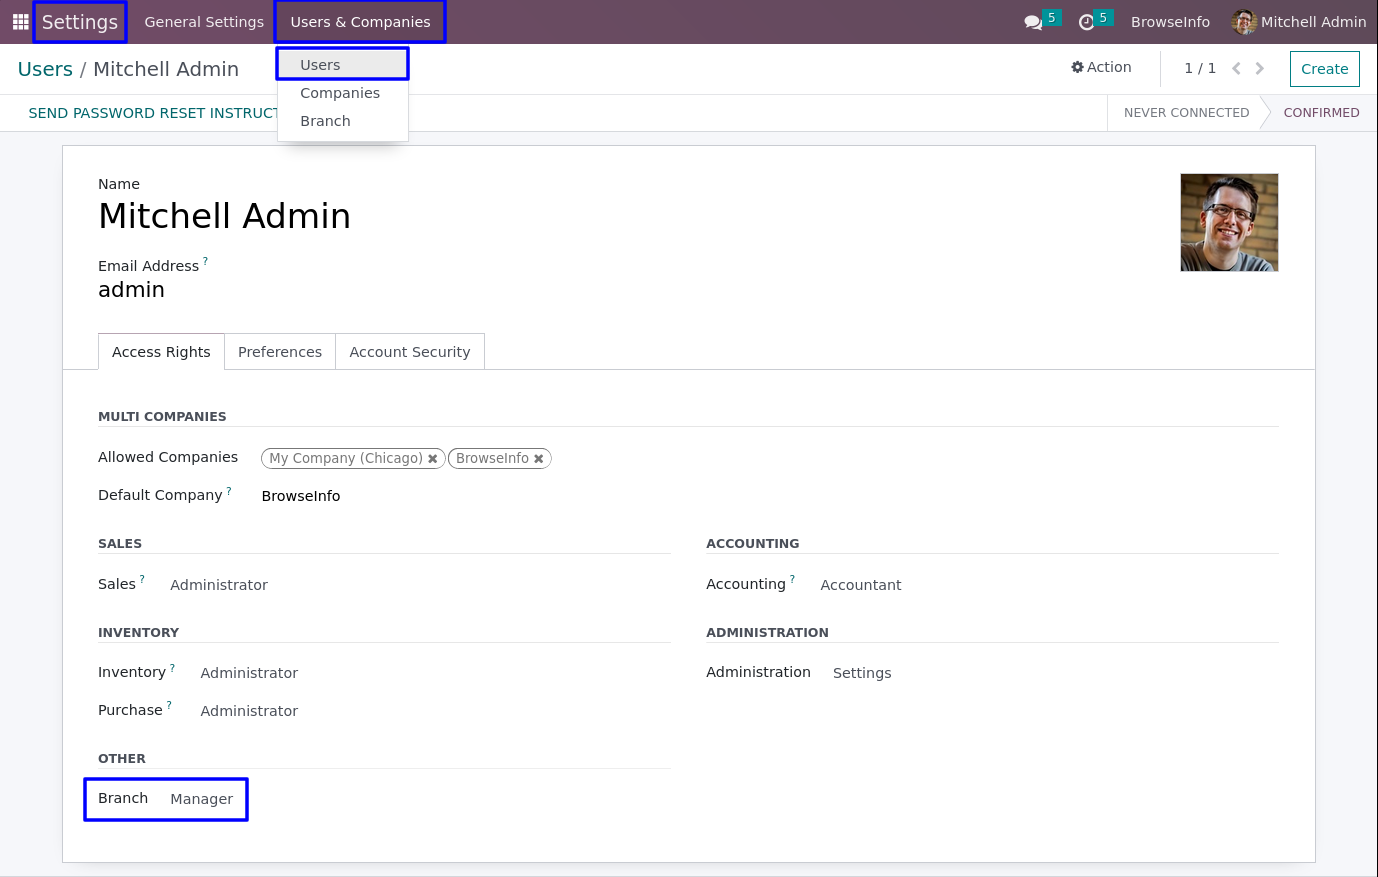 Settings General Settings Users & Companies 5 5 BrowseInfo Mitchell Admin
Users / Mitchell Admin Users Action 1 / 1 Create
Companies
SEND PASSWORD RESET INSTRUCT Branch NEVER CONNECTED CONFIRMED
Name
Mitchell Admin
Email Address ?
admin
Access Rights Preferences Account Security
MULTI COMPANIES
Allowed Companies My Company (Chicago) ✖ BrowseInfo ✖
Default Company ? BrowseInfo
SALES ACCOUNTING
Sales ? Administrator Accounting ? Accountant
INVENTORY ADMINISTRATION
Inventory ? Administrator Administration Settings
Purchase ? Administrator
OTHER
Branch Manager